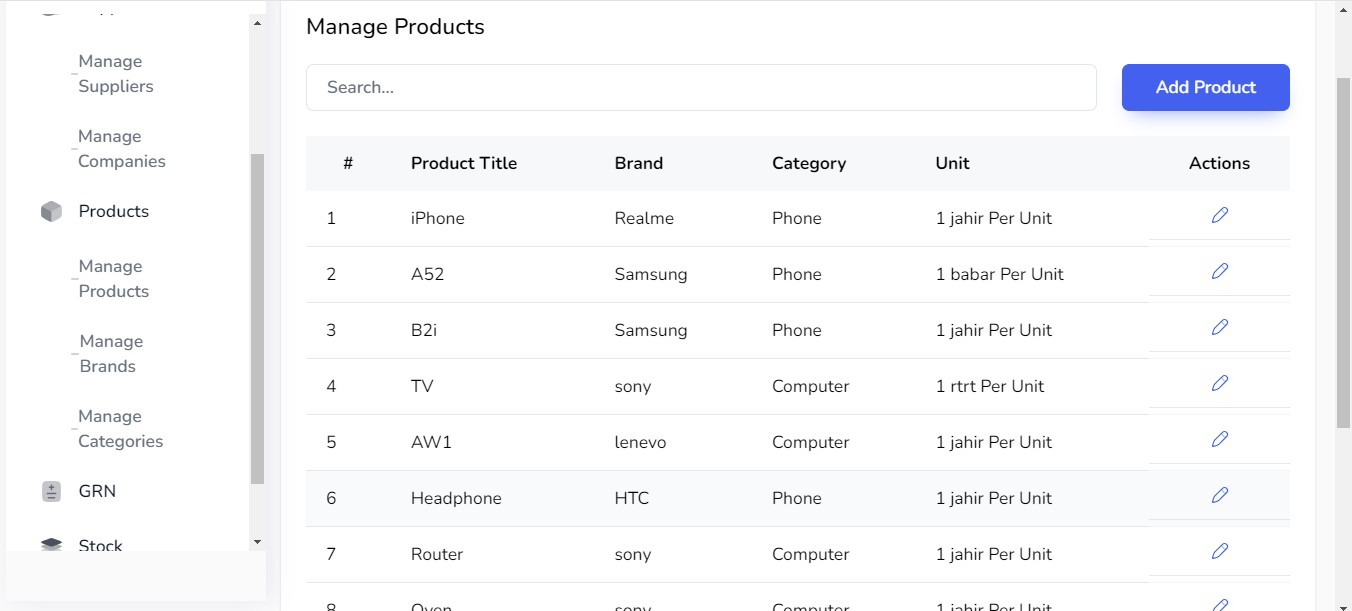 Manage
Suppliers
Manage
Companies
Products
Manage
Products
Manage
Brands
Manage
Categories
GRN
Stock
Manage Products
Search...
Add Product
# Product Title Brand Category Unit Actions
1 iPhone Realme Phone 1 jahir Per Unit
2 A52 Samsung Phone 1 babar Per Unit
3 B2i Samsung Phone 1 jahir Per Unit
4 TV sony Computer 1 rtrt Per Unit
5 AW1 lenevo Computer 1 jahir Per Unit
6 Headphone HTC Phone 1 jahir Per Unit
7 Router sony Computer 1 jahir Per Unit
8 Oven sony Computer 1 jahir Per Unit